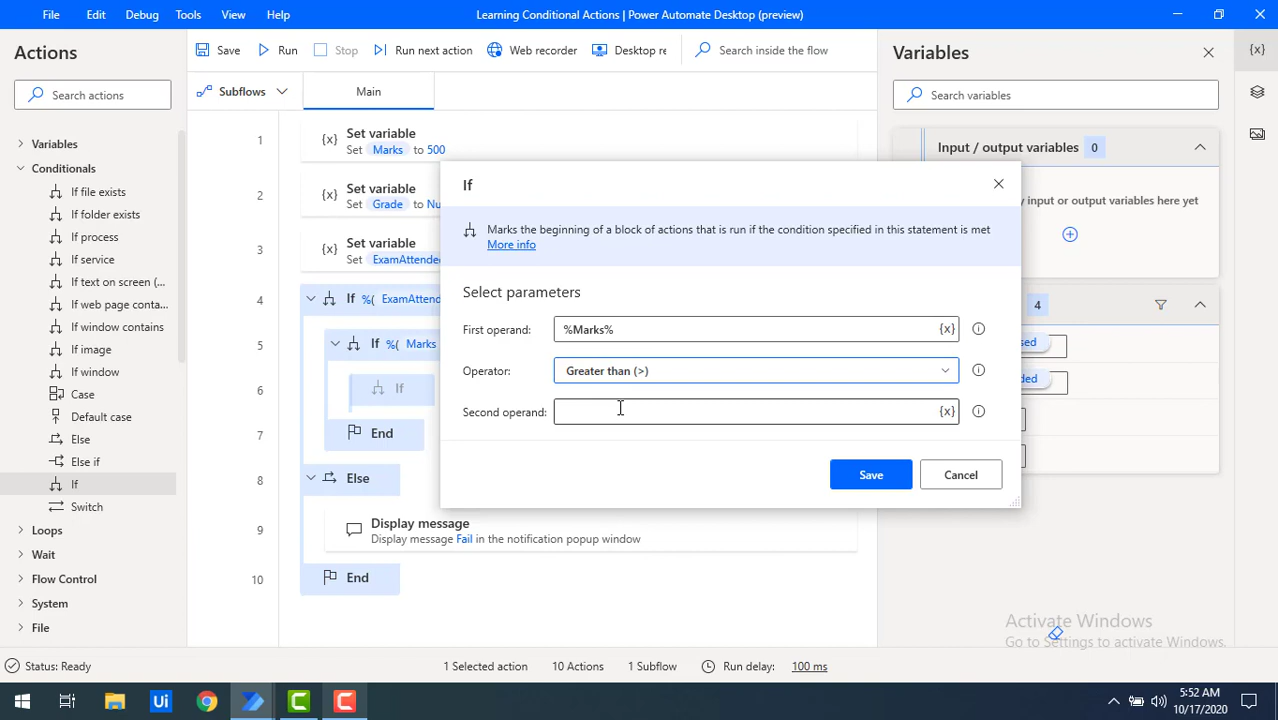 File Edit Debug Tools View Help
Learning Conditional Actions | Power Automate Desktop (preview)
Actions
Search actions
Variables
Conditionals
If file exists
If folder exists
If process
If service
If text on screen (...
If web page conta...
If window contains
If image
If window
Case
Default case
Else
Else if
If
Switch
Loops
Wait
Flow Control
System
File
Save Run Stop Run next action Web recorder Desktop re
Search inside the flow
Subflows
Main
1 Set variable
Set Marks to 500
2 Set variable
Set Grade to Nu
3 Set variable
Set ExamAttended
4 If %( ExamAttend
5 If %( Marks
6 If
7 End
8 Else
9 Display message
Display message Fail in the notification popup window
10 End
If
Marks the beginning of a block of actions that is run if the condition specified in this statement is met
More info
Select parameters
First operand: %Marks% {x}
Operator: Greater than (>)
Second operand: {x}
Save Cancel
Variables
{x}
Search variables
Input / output variables 0
input or output variables here yet
4
Activate Windows
Go to Settings to activate Windows.
Status: Ready 1 Selected action 10 Actions 1 Subflow Run delay: 100 ms
Ui
5:52 AM
10/17/2020